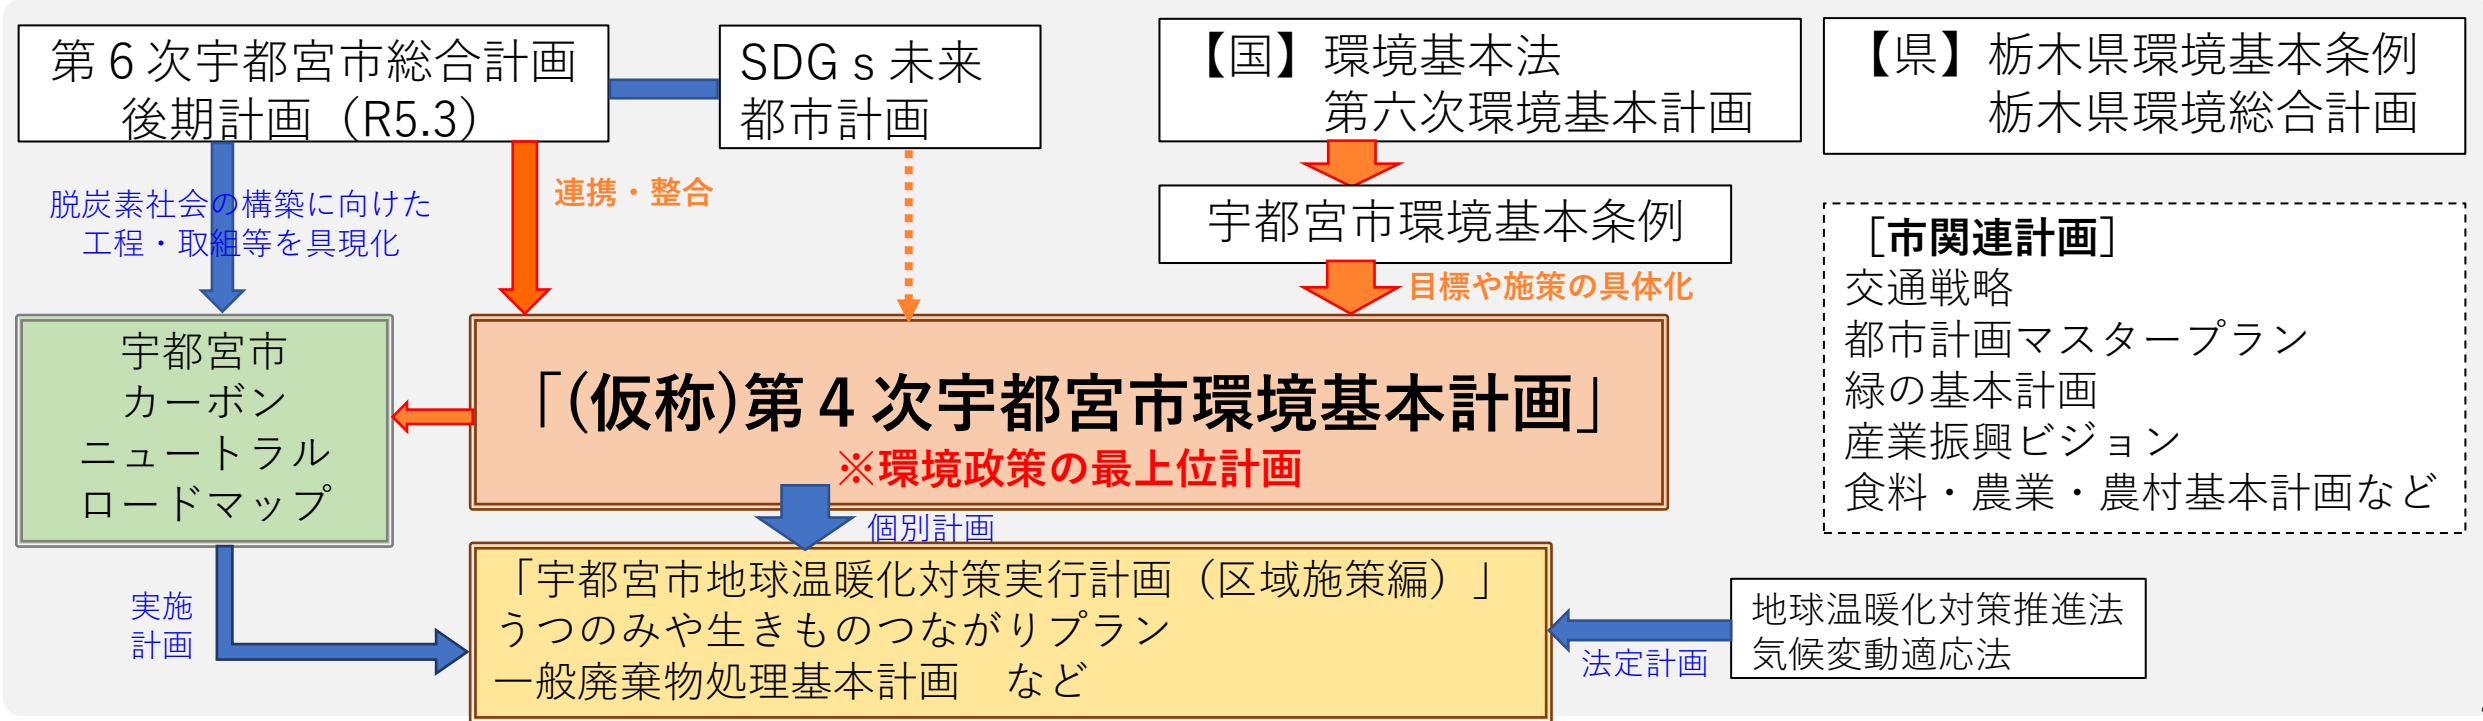 第6次宇都宮市総合計画
後期計画（R5.3）
SDGｓ未来
都市計画
【国】環境基本法
第六次環境基本計画
【県】栃木県環境基本条例
栃木県環境総合計画
脱炭素社会の構築に向けた
工程・取組等を具現化
連携・整合
宇都宮市環境基本条例
目標や施策の具体化
［市関連計画］
交通戦略
都市計画マスタープラン
緑の基本計画
産業振興ビジョン
食料・農業・農村基本計画など
宇都宮市
カーボン
ニュートラル
ロードマップ
「(仮称)第4次宇都宮市環境基本計画」
※環境政策の最上位計画
個別計画
実施
計画
「宇都宮市地球温暖化対策実行計画（区域施策編）」
うつのみや生きものつながりプラン
一般廃棄物処理基本計画　など
法定計画
地球温暖化対策推進法
気候変動適応法